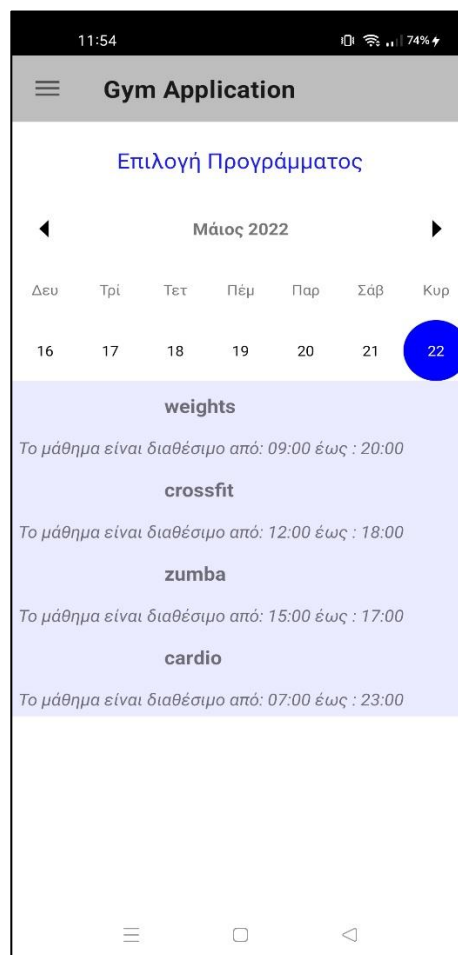 11:54 74%
Gym Application
Επιλογή Προγράμματος
Μάιος 2022
Δευ Τρί Τετ Πέμ Παρ Σάβ Κυρ
16 17 18 19 20 21 22
weights
Το μάθημα είναι διαθέσιμο από: 09:00 έως : 20:00
crossfit
Το μάθημα είναι διαθέσιμο από: 12:00 έως : 18:00
zumba
Το μάθημα είναι διαθέσιμο από: 15:00 έως : 17:00
cardio
Το μάθημα είναι διαθέσιμο από: 07:00 έως : 23:00